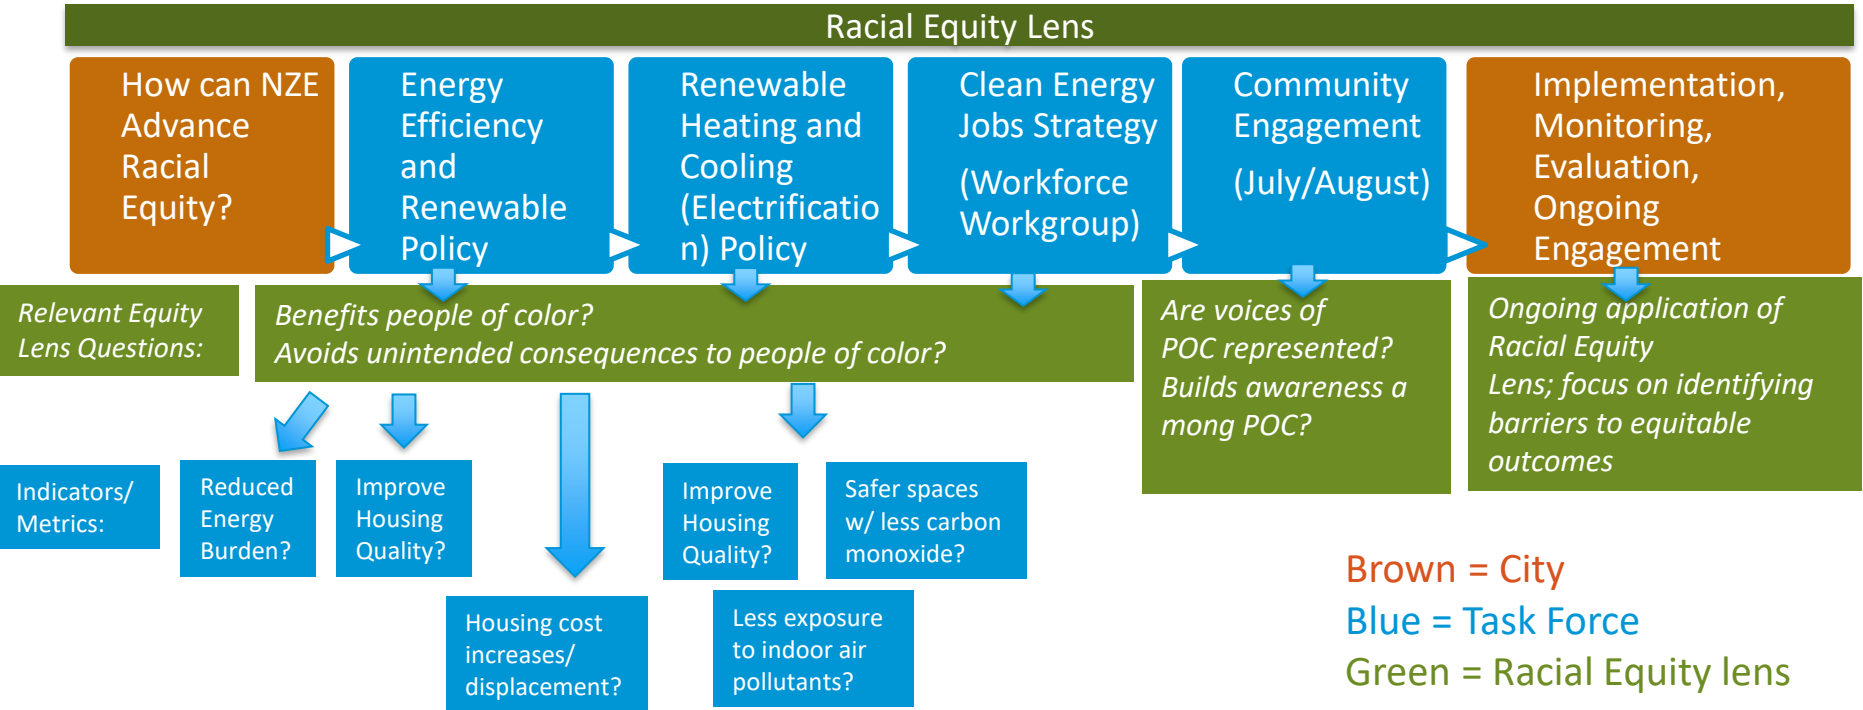 Racial Equity Lens
How can NZE
Advance
Racial
Equity?
Energy
Efficiency
and
Renewable
Policy
Renewable
Heating and
Cooling
(Electrificatio
n) Policy
Clean Energy
Jobs Strategy
(Workforce
Workgroup)
Community
Engagement
(July/August)
Implementation,
Monitoring,
Evaluation,
Ongoing
Engagement
Relevant Equity
Lens Questions:
Benefits people of color?
Avoids unintended consequences to people of color?
Are voices of
POC represented?
Builds awareness a
mong POC?
Ongoing application of
Racial Equity
Lens; focus on identifying
barriers to equitable
outcomes
Indicators/
Metrics:
Reduced
Energy
Burden?
Improve
Housing
Quality?
Housing cost
increases/
displacement?
Improve
Housing
Quality?
Safer spaces
w/ less carbon
monoxide?
Less exposure
to indoor air
pollutants?
Brown = City
Blue = Task Force
Green = Racial Equity lens